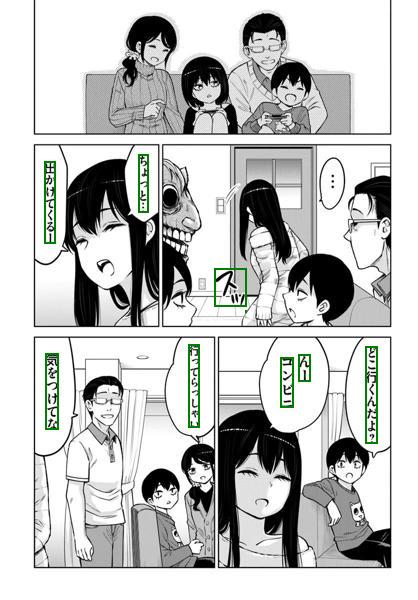 …
スッ
ちょっと…
出かけてくるー
どこ行くんだよ?
んー
コンビニ
行ってらっしゃい
気をつけてな